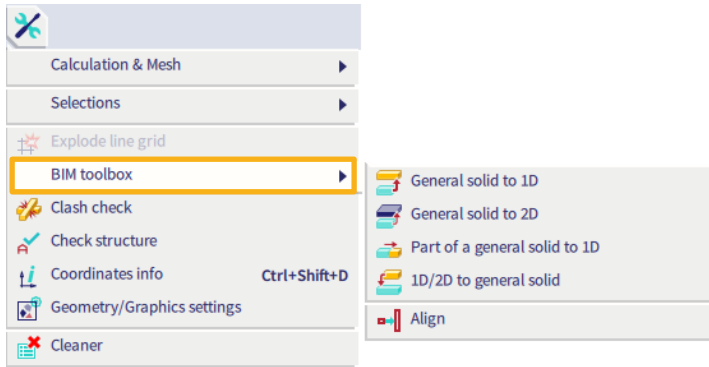 Calculation & Mesh
Selections
Explode line grid
BIM toolbox
Clash check
Check structure
Coordinates info Ctrl+Shift+D
Geometry/Graphics settings
Cleaner
General solid to 1D
General solid to 2D
Part of a general solid to 1D
1D/2D to general solid
Align